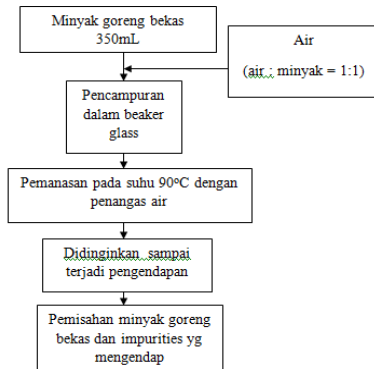 Minyak goreng bekas
350mL
Air
(air : minyak = 1:1)
Pencampuran
dalam beaker
glass
Pemanasan pada suhu 90°C dengan
penangas air
Didinginkan sampai
terjadi pengendapan
Pemisahan minyak goreng
bekas dan impurities yg
mengendap